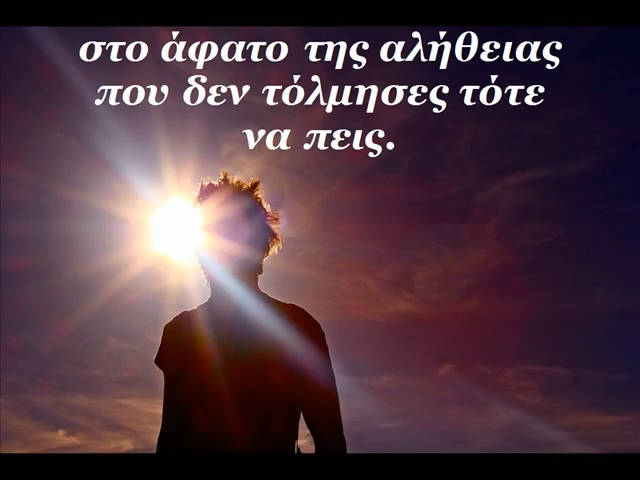 στο άφατο της αλήθειας
που δεν τόλμησες τότε
να πεις.